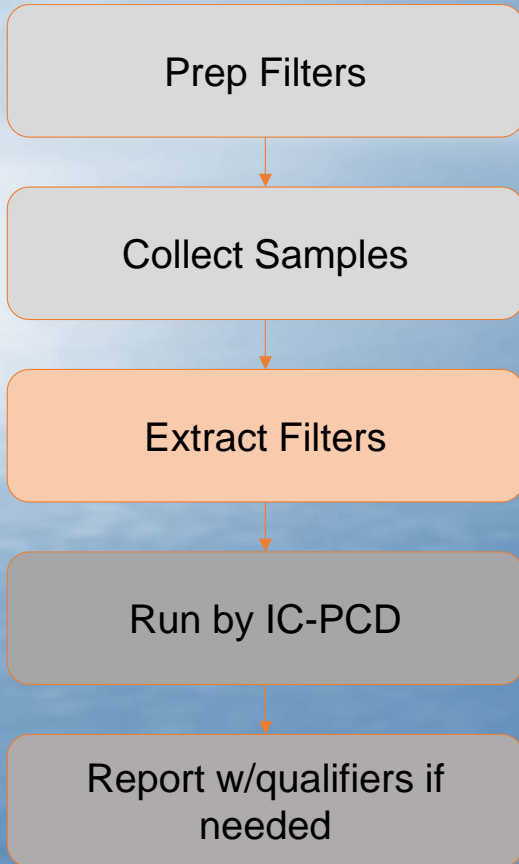 Prep Filters
Collect Samples
Extract Filters
Run by IC-PCD
Report w/qualifiers if
needed